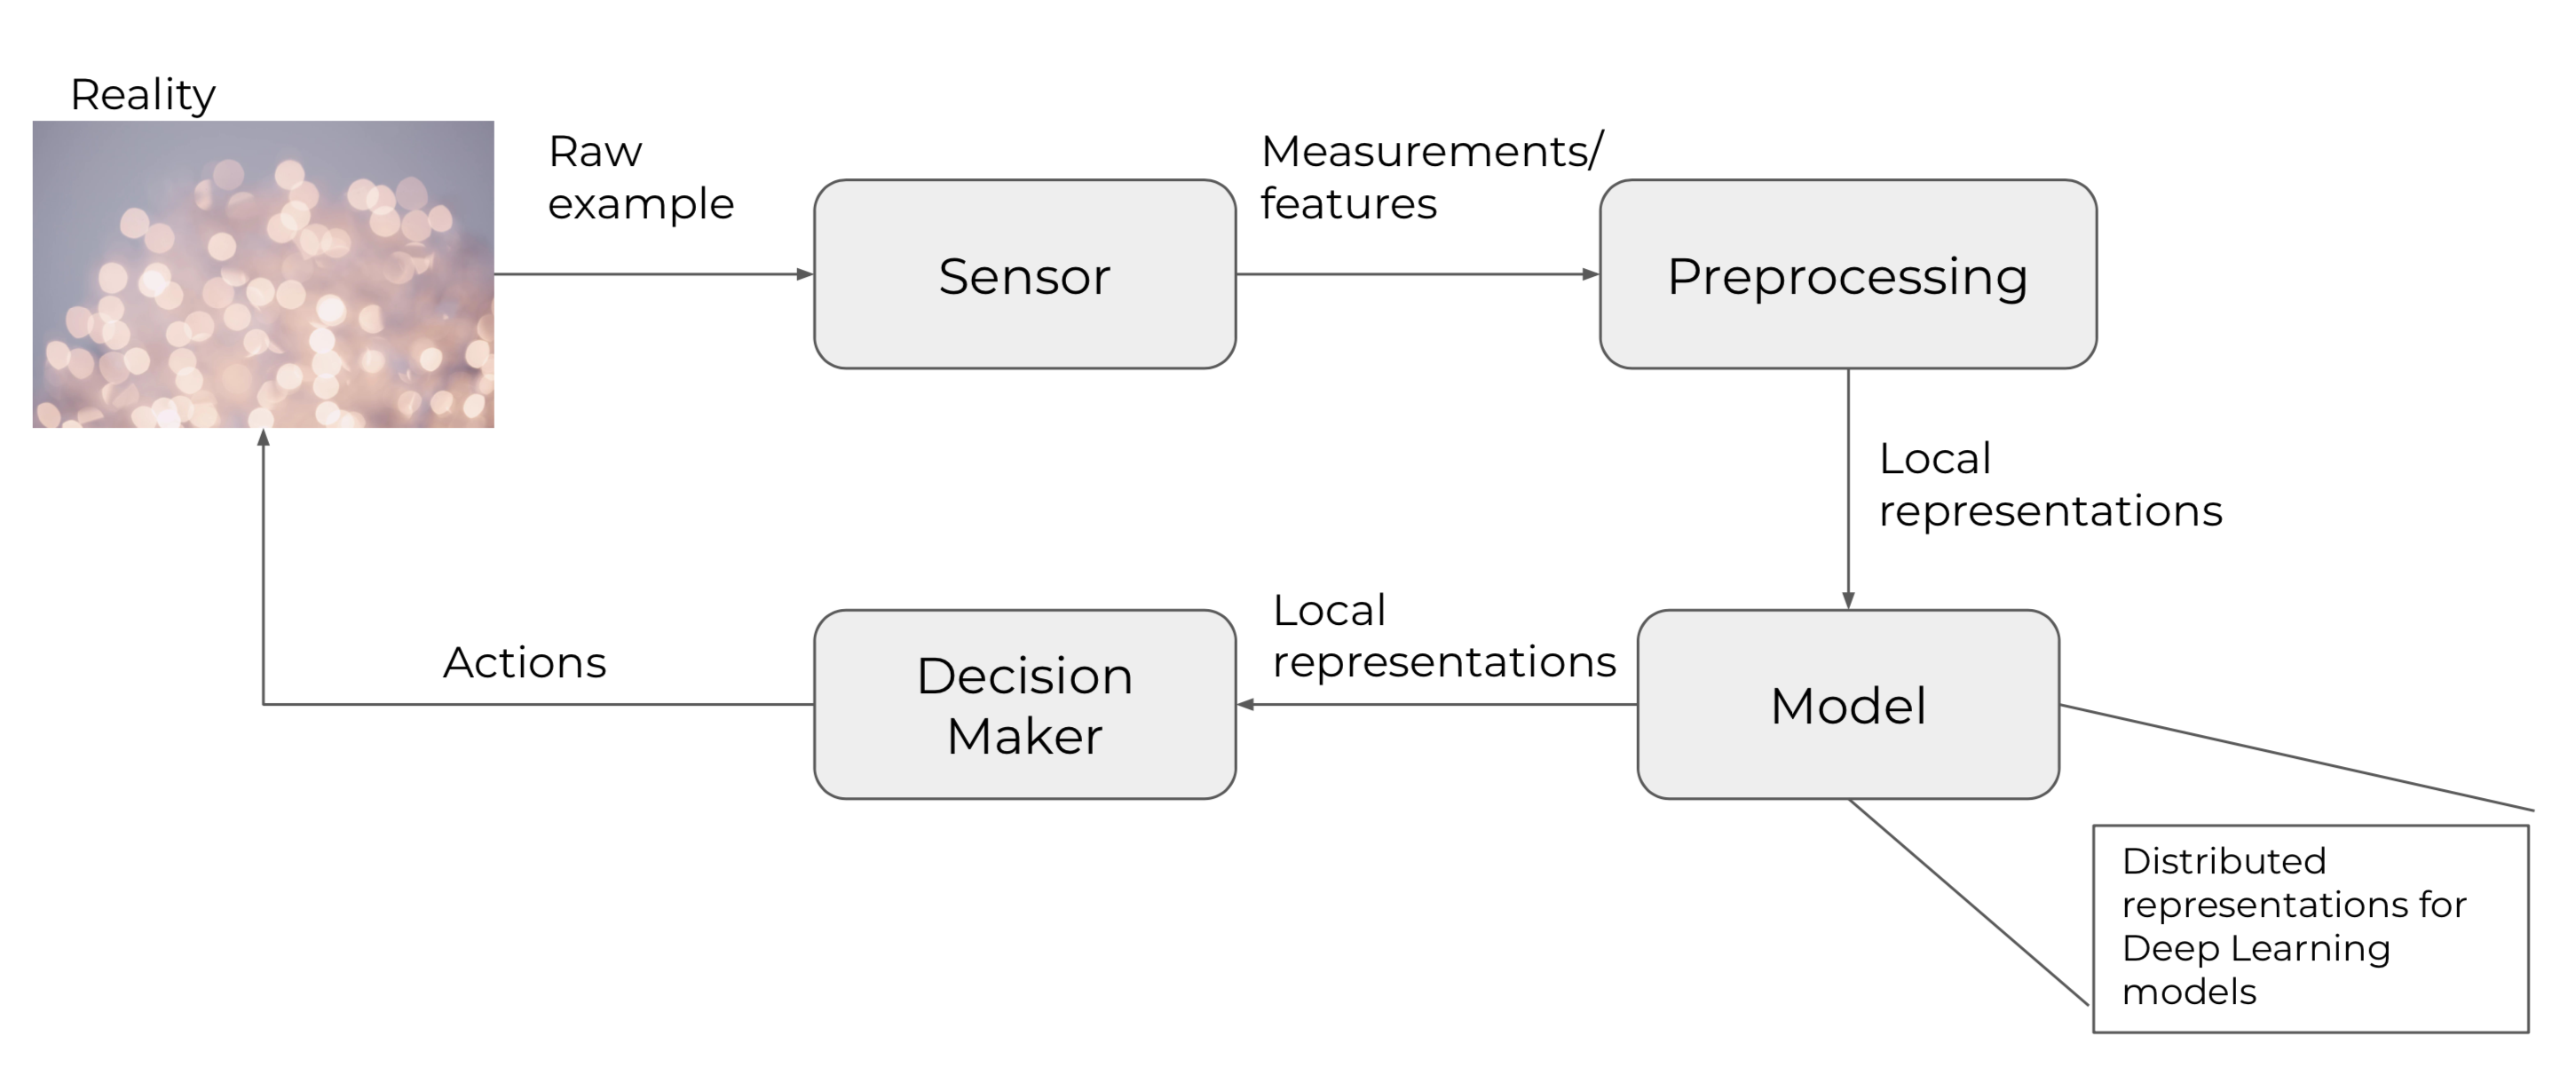 Reality
Raw
example
Sensor
Measurements/
features
Preprocessing
Local
representations
Model
Local
representations
Decision
Maker
Actions
Distributed
representations for
Deep Learning
models